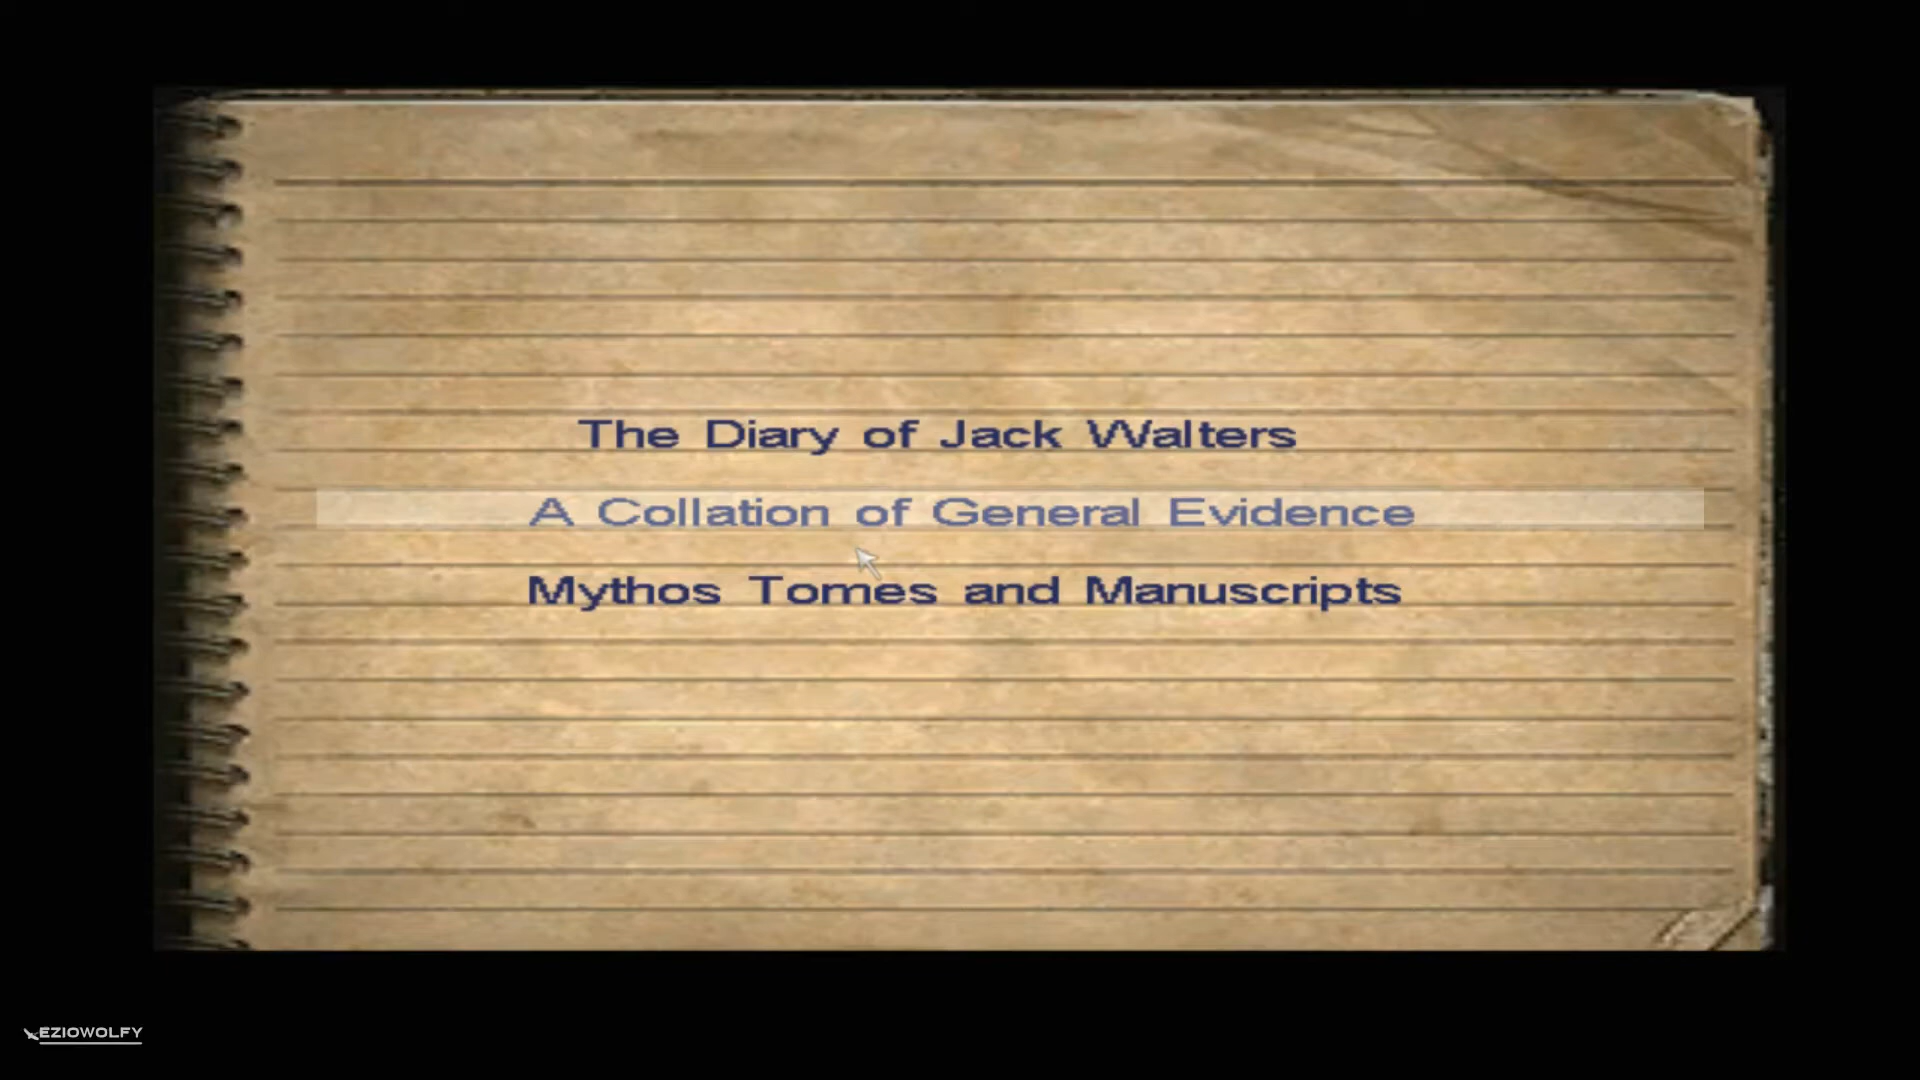 The Diary of Jack Walters
A Collation of General Evidence
Mythos Tomes and Manuscripts
EZIOWOLFY